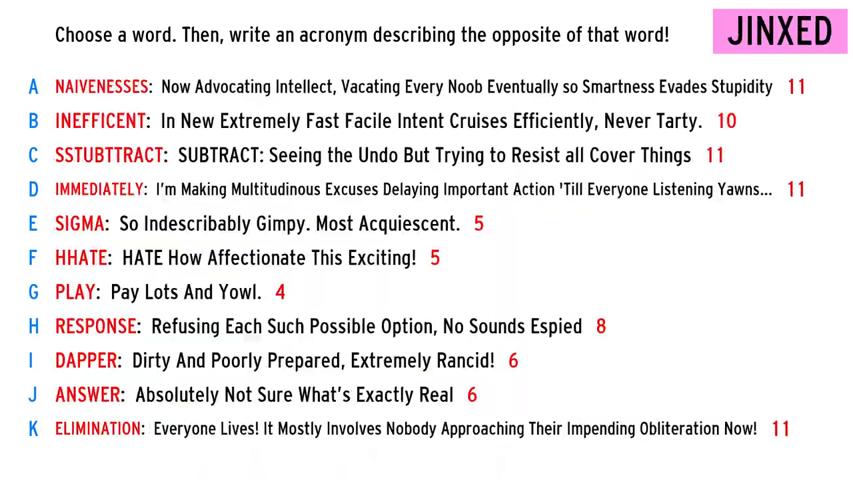 Choose a word. Then, write an acronym describing the opposite of that word!
JINXED
A NAIVENESSES: Now Advocating Intellect, Vacating Every Noob Eventually so Smartness Evades Stupidity 11
B INEFFICENT: In New Extremely Fast Facile Intent Cruises Efficiently, Never Tarty. 10
C SSTUBTTRACT: SUBTRACT: Seeing the Undo But Trying to Resist all Cover Things 11
D IMMEDIATELY: I'm Making Multitudinous Excuses Delaying Important Action 'Till Everyone Listening Yawns... 11
E SIGMA: So Indescribably Gimpy. Most Acquiescent. 5
F HHATE: HATE How Affectionate This Exciting! 5
G PLAY: Pay Lots And Yowl. 4
H RESPONSE: Refusing Each Such Possible Option, No Sounds Espied 8
I DAPPER: Dirty And Poorly Prepared, Extremely Rancid! 6
J ANSWER: Absolutely Not Sure What's Exactly Real 6
K ELIMINATION: Everyone Lives! It Mostly Involves Nobody Approaching Their Impending Obliteration Now! 11